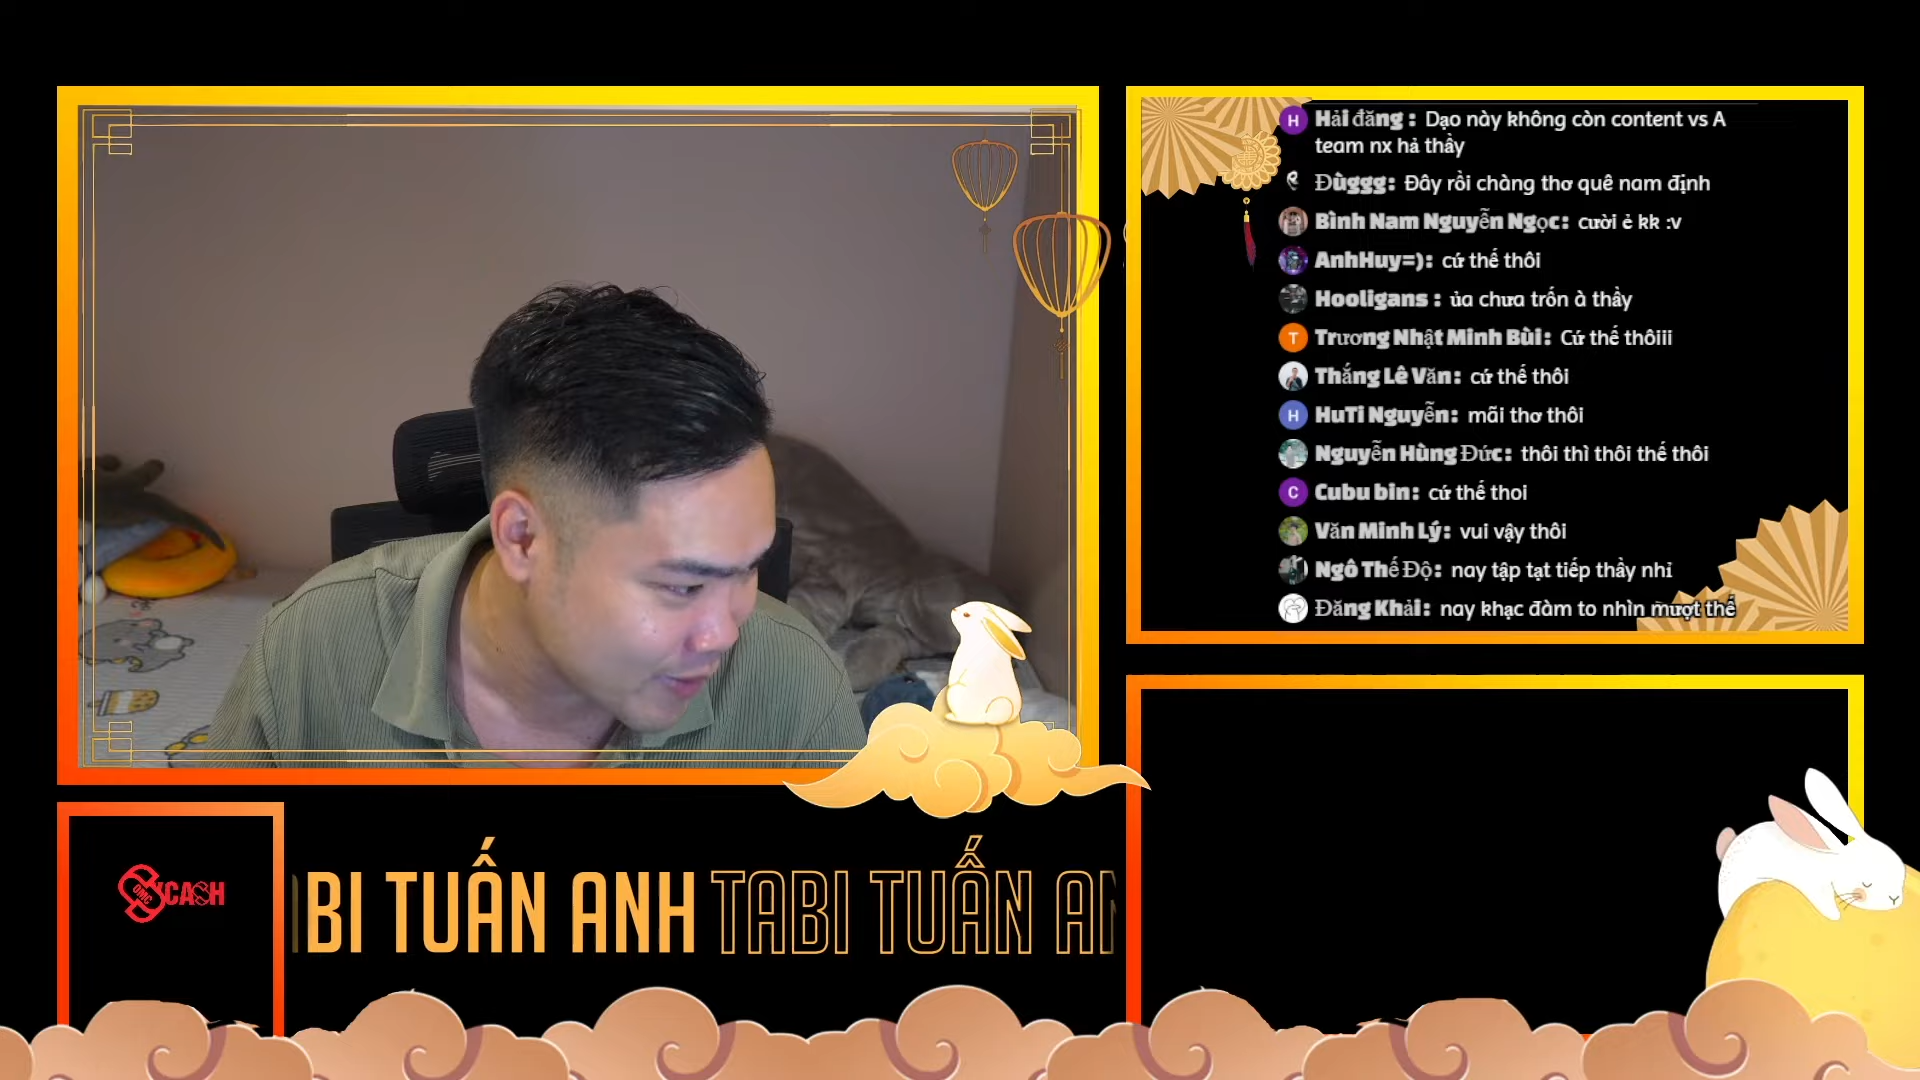 Hải đăng : Dạo này không còn content vs A
team nx hả thầy
Đùggg: Đây rồi chàng thơ quê nam định
Bình Nam Nguyễn Ngọc: cười ẻ kk :v
AnhHuy=): cứ thế thôi
Hooligans : ủa chưa trốn à thầy
Trương Nhật Minh Bùi: Cứ thế thôiii
Thắng Lê Văn: cứ thế thôi
HuTi Nguyễn: mãi thơ thôi
Nguyễn Hùng Đức: thôi thì thôi thế thôi
Cubu bin: cứ thế thoi
Văn Minh Lý: vui vậy thôi
Ngô Thế Độ: nay tập tạt tiếp thầy nhỉ
Đăng Khải: nay khạc đàm to nhìn mượt thế
CASH
ABI TUẤN ANH TABI TUẤN AN